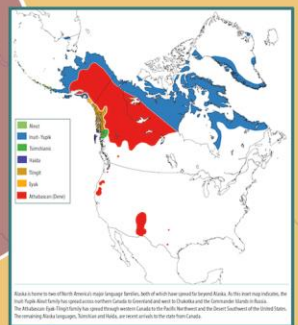 Aleut
Inuit-Yupik
Tsimshianic
Haida
Tlingit
Eyak
Athabascan (Dene)
Alaska is home to two of North America's major language families, both of which have spread far beyond Alaska. As this inset map indicates, the
Inuit-Yupik-Aleut family has spread across northern Canada to Greenland and west to Chukotka and the Commander Islands in Russia.
The Athabascan-Eyak-Tlingit family has spread through western Canada to the Pacific Northwest and the Desert Southwest of the United States.
The remaining Alaska languages, Tsimshian and Haida, are recent arrivals to the state from Canada.